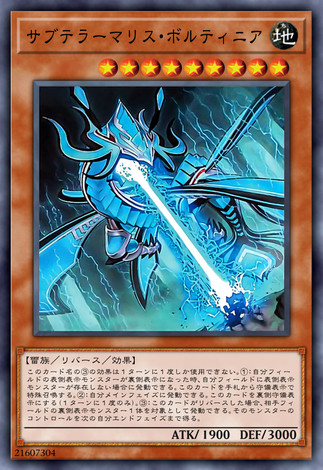 サブテラーマリス・ボルティニア
地
【雷族／リバース／効果】
このカード名の③の効果は１ターンに１度しか使用できない。①：自分フィ
ールドの表側表示モンスターが裏側表示になった時、自分フィールドに表側表示
モンスターが存在しない場合に発動できる。このカードを手札から守備表示で
特殊召喚する。②：自分メインフェイズに発動できる。このカードを裏側守備表
示にする（１ターンに１度のみ）。③：このカードがリバースした場合、相手フィ
ールドの裏側表示モンスター１体を対象として発動できる。そのモンスターの
コントロールを次の自分エンドフェイズまで得る。
ATK/ 1900 DEF/3000
21607304